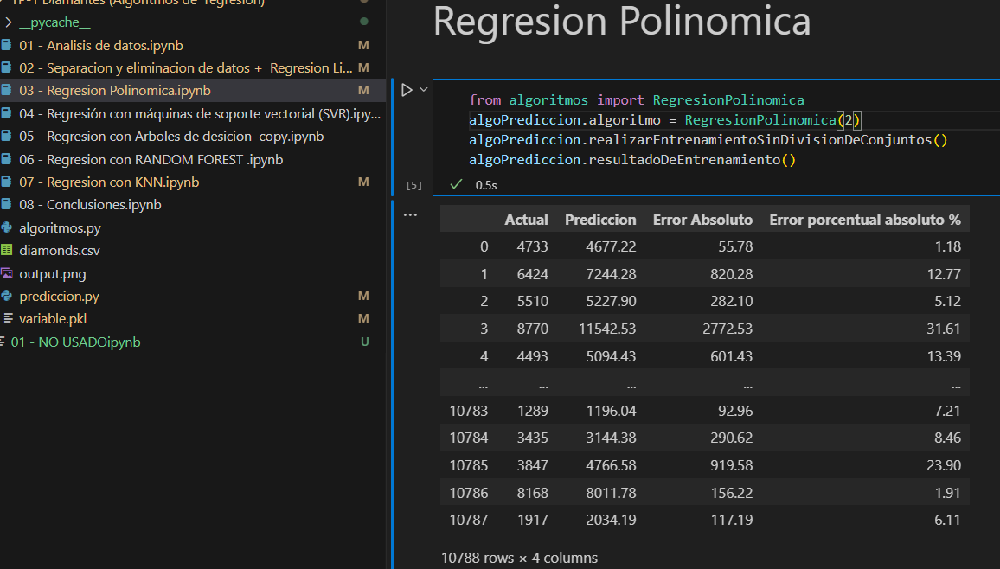 TP-1 Diamantes (Algoritmos de regresion)
__pycache__
01 - Analisis de datos.ipynb M
02 - Separacion y eliminacion de datos + Regresion Li... M
03 - Regresion Polinomica.ipynb M
04 - Regresión con máquinas de soporte vectorial (SVR).ipy...
05 - Regresion con Arboles de desicion copy.ipynb
06 - Regresion con RANDOM FOREST .ipynb
07 - Regresion con KNN.ipynb M
08 - Conclusiones.ipynb
algoritmos.py
diamonds.csv
output.png
prediccion.py M
variable.pkl M
01 - NO USADOipynb U
Regresion Polinomica
from algoritmos import RegresionPolinomica
algoPrediccion.algoritmo = RegresionPolinomica(2)
algoPrediccion.realizarEntrenamientoSinDivisionDeConjuntos()
algoPrediccion.resultadoDeEntrenamiento()
[5] 0.5s
...
Actual Prediccion Error Absoluto Error porcentual absoluto %
0 4733 4677.22 55.78 1.18
1 6424 7244.28 820.28 12.77
2 5510 5227.90 282.10 5.12
3 8770 11542.53 2772.53 31.61
4 4493 5094.43 601.43 13.39
... ... ... ... ...
10783 1289 1196.04 92.96 7.21
10784 3435 3144.38 290.62 8.46
10785 3847 4766.58 919.58 23.90
10786 8168 8011.78 156.22 1.91
10787 1917 2034.19 117.19 6.11
10788 rows × 4 columns